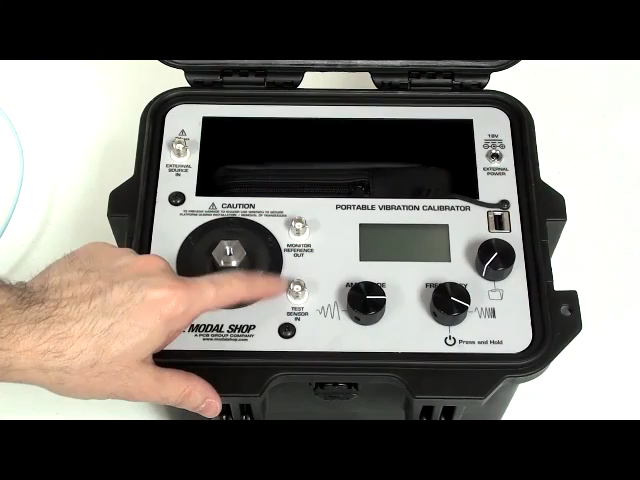 EXTERNAL
SOURCE
IN
18V
EXTERNAL
POWER
CAUTION
PORTABLE VIBRATION CALIBRATOR
MONITOR
REFERENCE
OUT
TEST
SENSOR
IN
MODAL SHOP
A PCB GROUP COMPANY
www.modalshop.com
Press and Hold